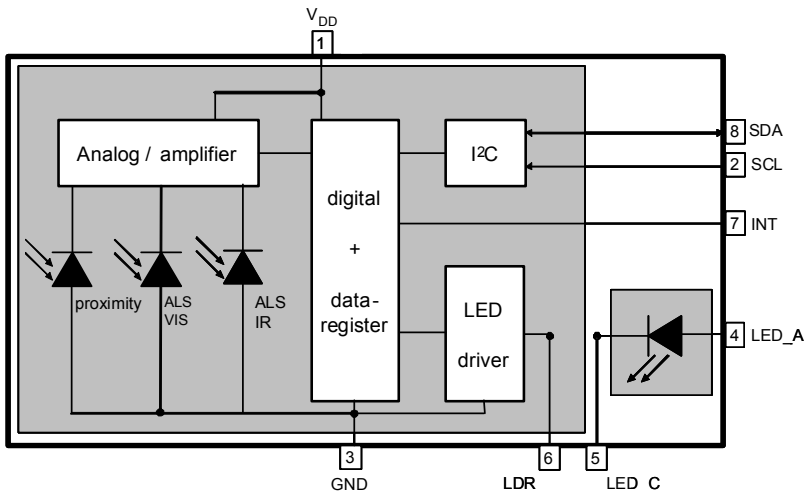 VDD
1
Analog / amplifier
I²C
8 SDA
2 SCL
digital
+
data-
register
7 INT
proximity
ALS
VIS
ALS
IR
LED
driver
4 LED_A
3
6
5
GND
LDR
LED C